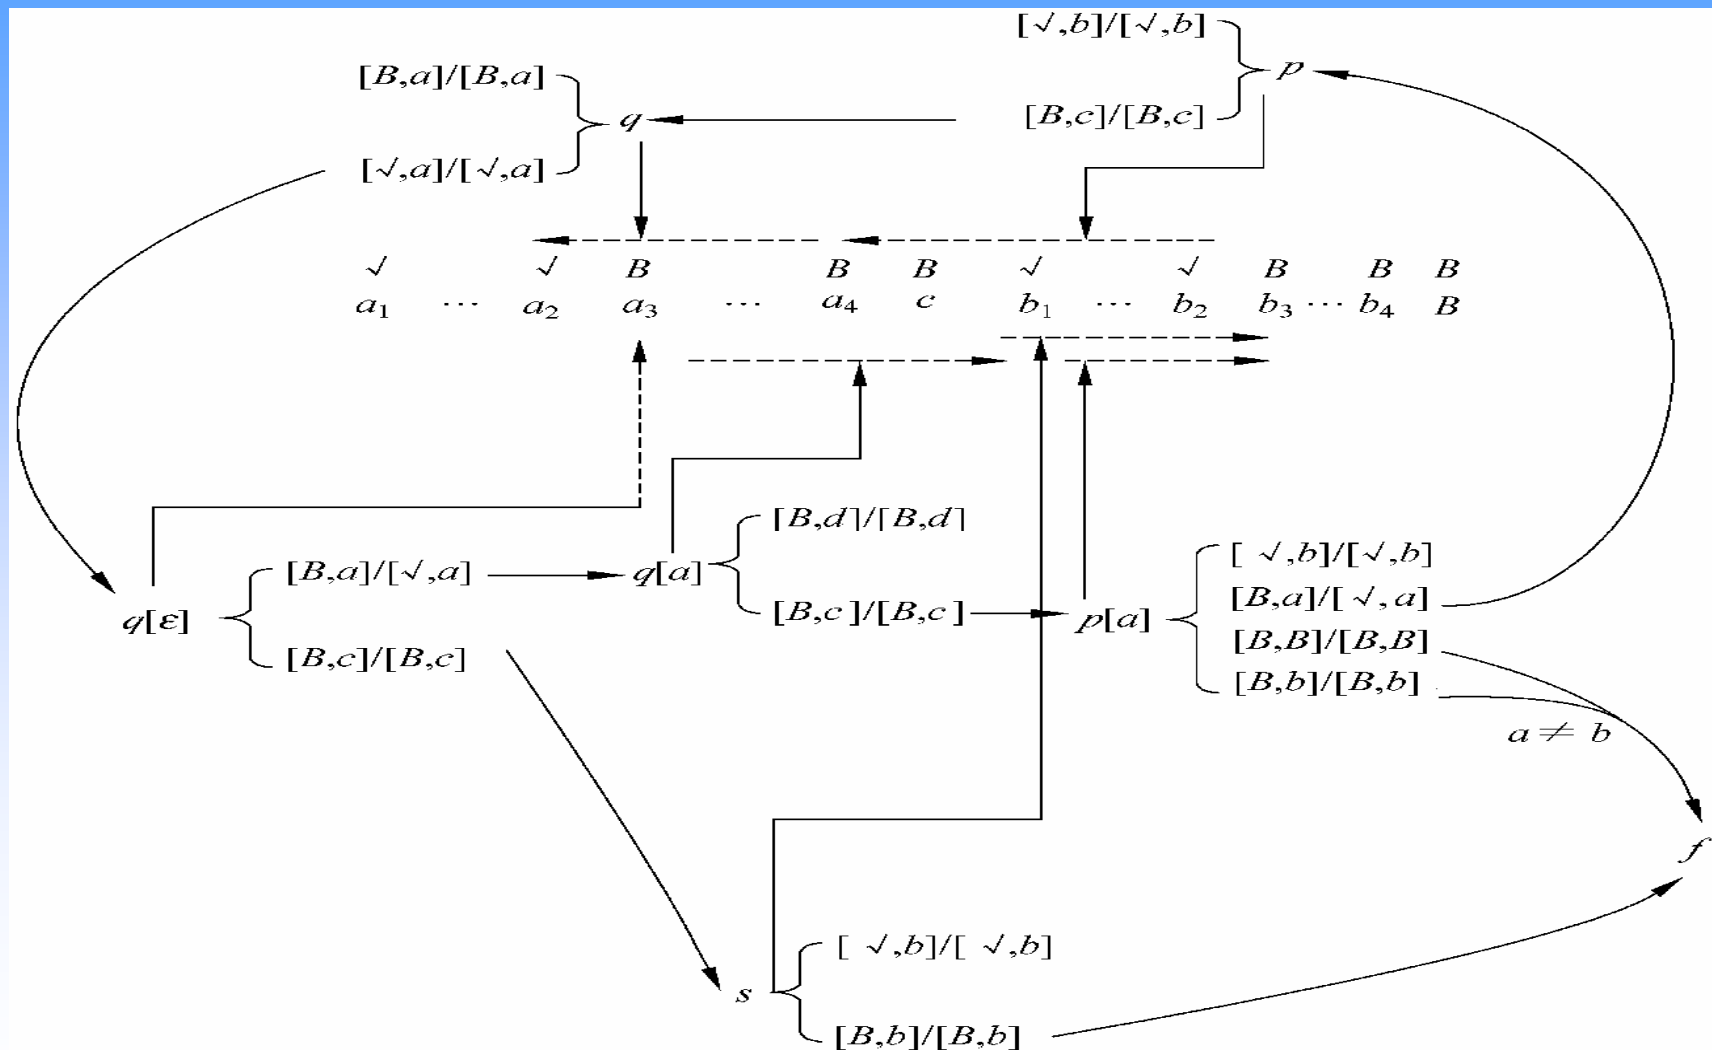 [√,b]/[√,b]
p
[B,a]/[B,a]
q
[B,c]/[B,c]
[√,a]/[√,a]
√ √ B B B √ √ B B B
a1 ··· a2 a3 ··· a4 c b1 ··· b2 b3 ··· b4 B
[B,d]/[B,d]
[√,b]/[√,b]
[B,a]/[√,a]
q[a]
[B,a]/[√,a]
q[ε]
[B,c]/[B,c]
p[a]
[B,B]/[B,B]
[B,c]/[B,c]
[B,b]/[B,b]
a ≠ b
f
[√,b]/[√,b]
s
[B,b]/[B,b]